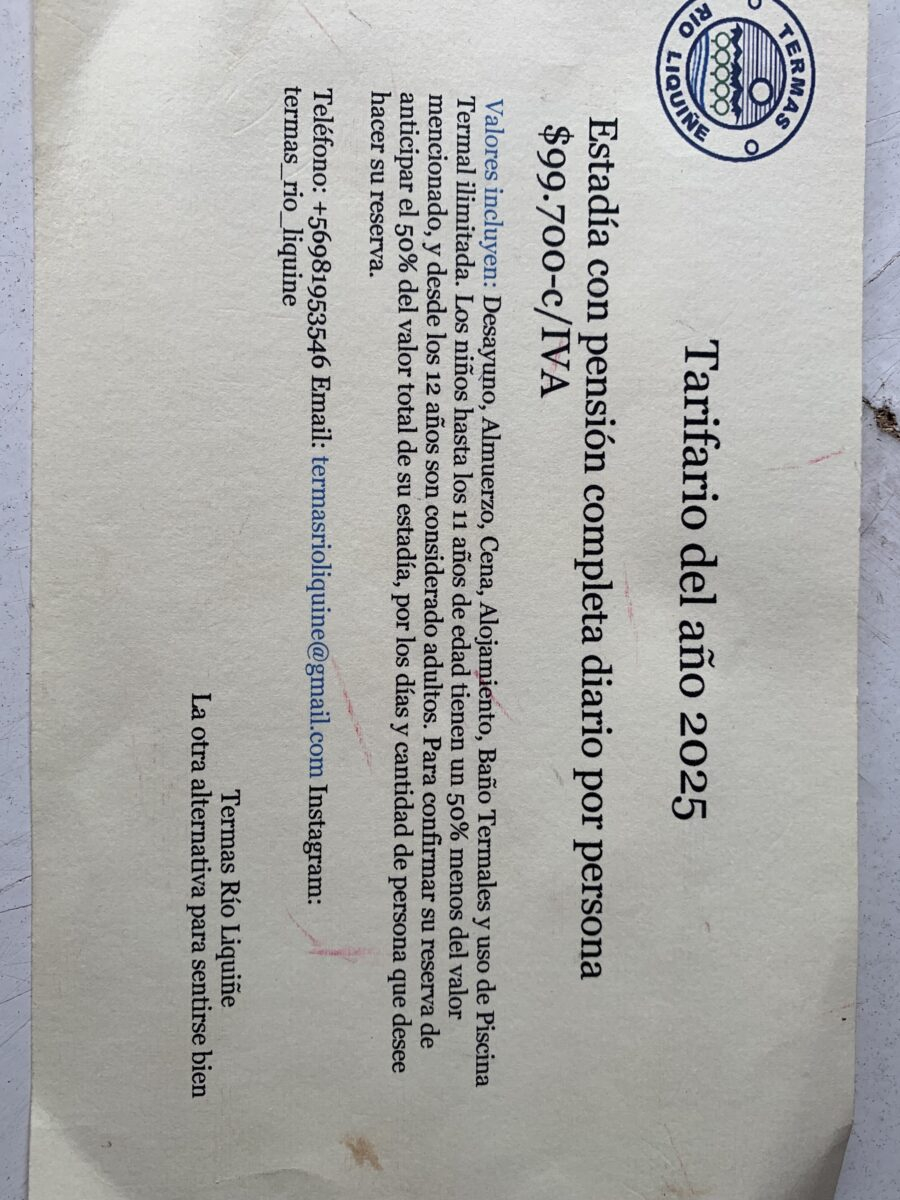 TERMAS
RÍO LIQUIÑE
Tarifario del año 2025
Estadía con pensión completa diario por persona
$99.700-c/IVA
Valores incluyen: Desayuno, Almuerzo, Cena, Alojamiento, Baño Termales y uso de Piscina
Termal ilimitada. Los niños hasta los 11 años de edad tienen un 50% menos del valor
mencionado, y desde los 12 años son considerado adultos. Para confirmar su reserva de
anticipar el 50% del valor total de su estadía, por los días y cantidad de persona que desee
hacer su reserva.
Teléfono: +56981953546 Email: termasrioliquine@gmail.com Instagram:
termas_rio_liquine
Termas Río Liquiñe
La otra alternativa para sentirse bien